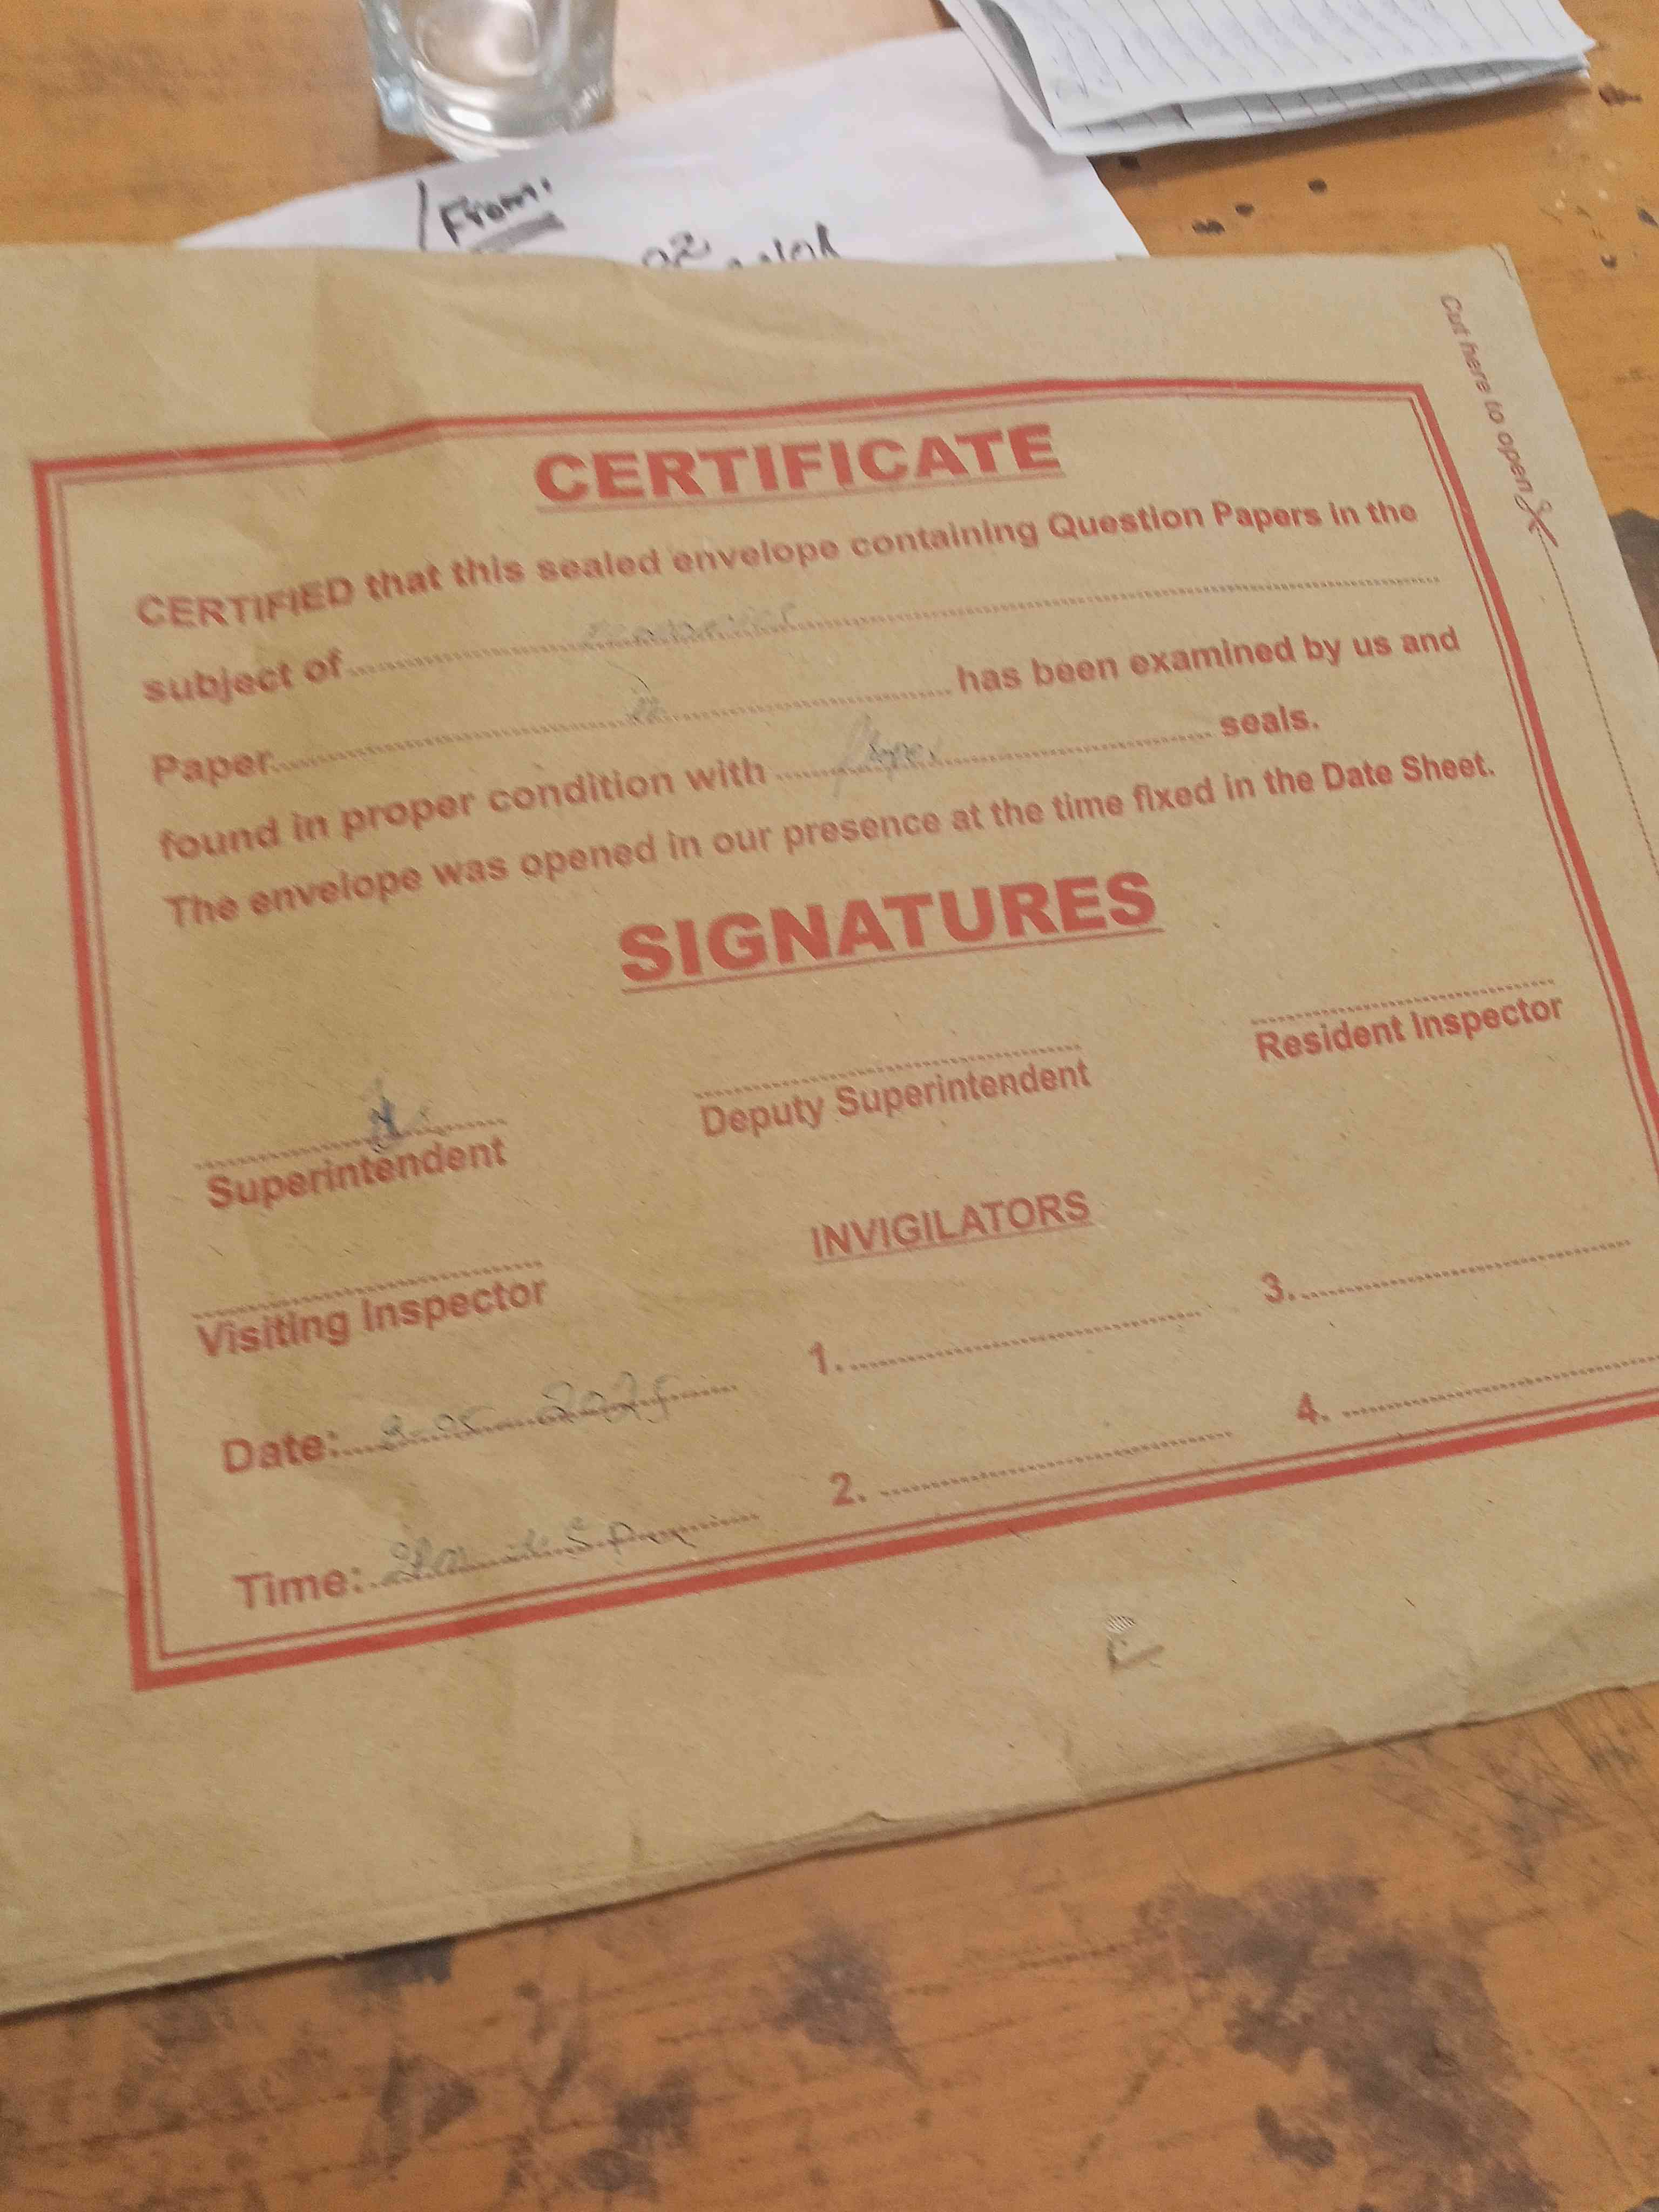 From:
Cut here to open
CERTIFICATE
CERTIFIED that this sealed envelope containing Question Papers in the
subject of
Paper has been examined by us and
found in proper condition with seals.
The envelope was opened in our presence at the time fixed in the Date Sheet.
SIGNATURES
Superintendent
Deputy Superintendent
Resident Inspector
Visiting Inspector
INVIGILATORS
1.
3.
Date: 2025
2.
4.
Time: